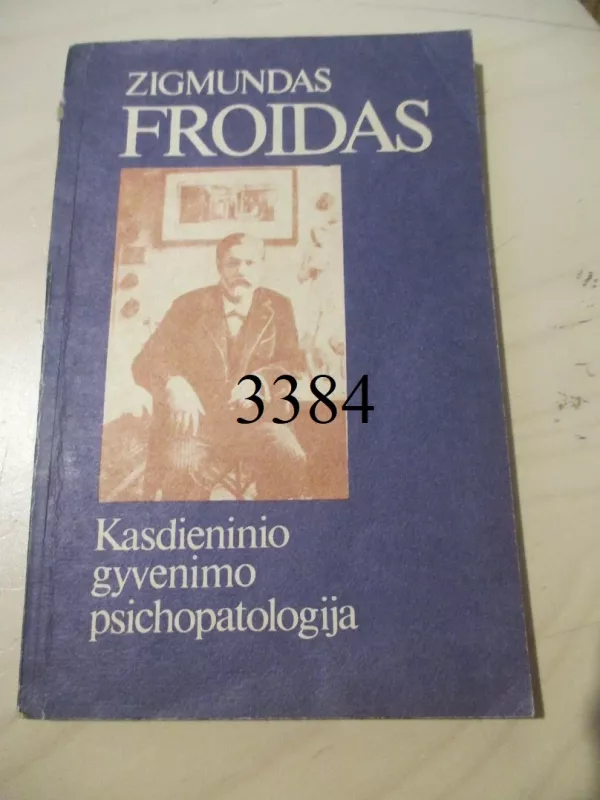 ZIGMUNDAS
FROIDAS
3384
Kasdieninio
gyvenimo
psichopatologija